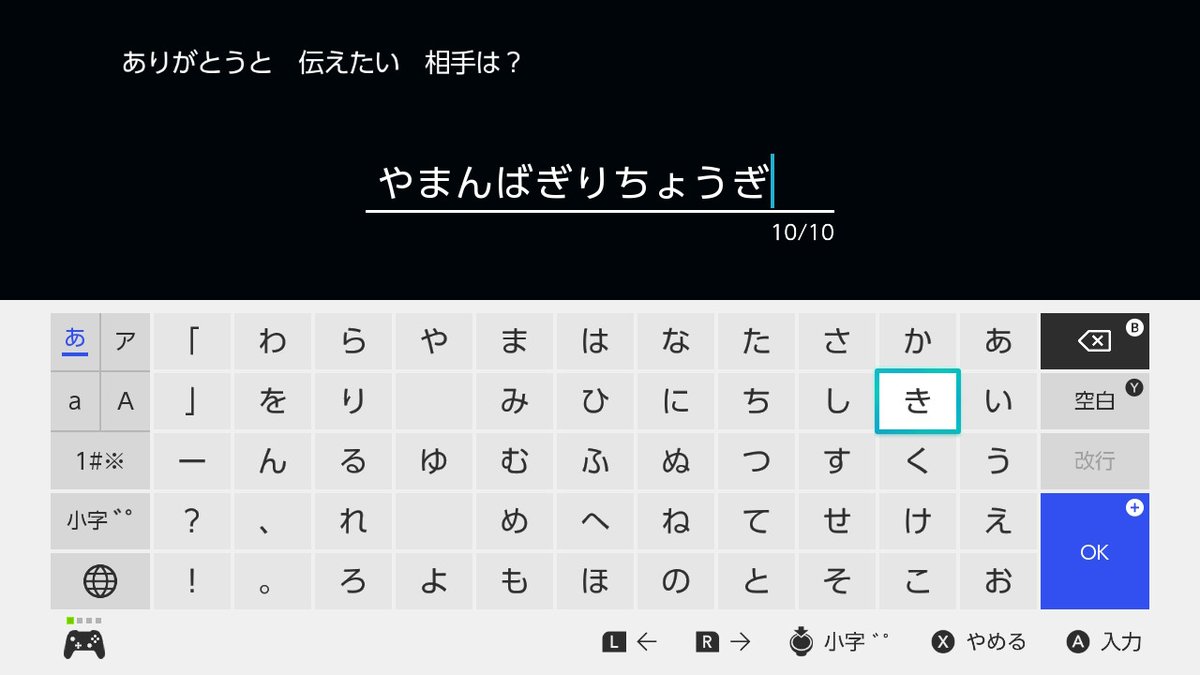 ありがとうと　伝えたい　相手は？
やまんばぎりちょうぎ
10/10
あ ア 「 わ ら や ま は な た さ か あ B
a A 」 を り み ひ に ち し き い 空白 Y
1#※ ー ん る ゆ む ふ ぬ つ す く う 改行
小字゛゜ ? 、 れ め へ ね て せ け え OK +
! 。 ろ よ も ほ の と そ こ お
L ← R → 小字゛゜ X やめる A 入力